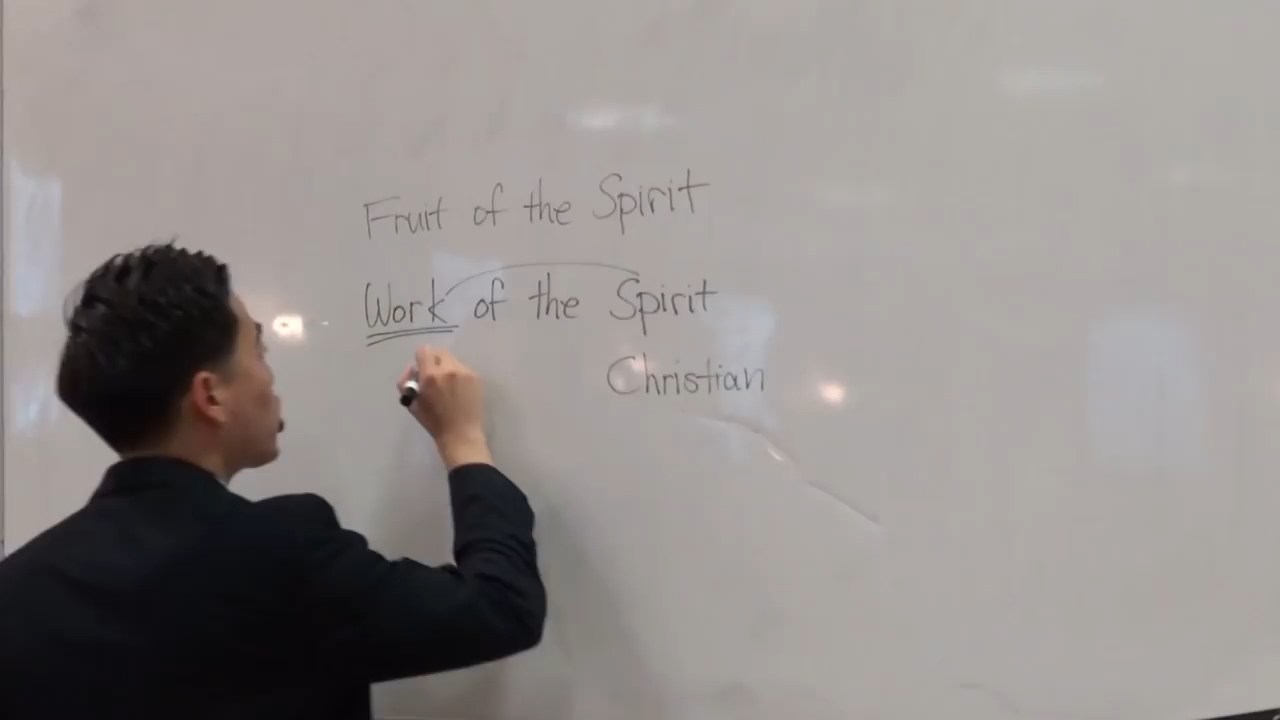 Fruit of the Spirit
Work of the Spirit
Christian